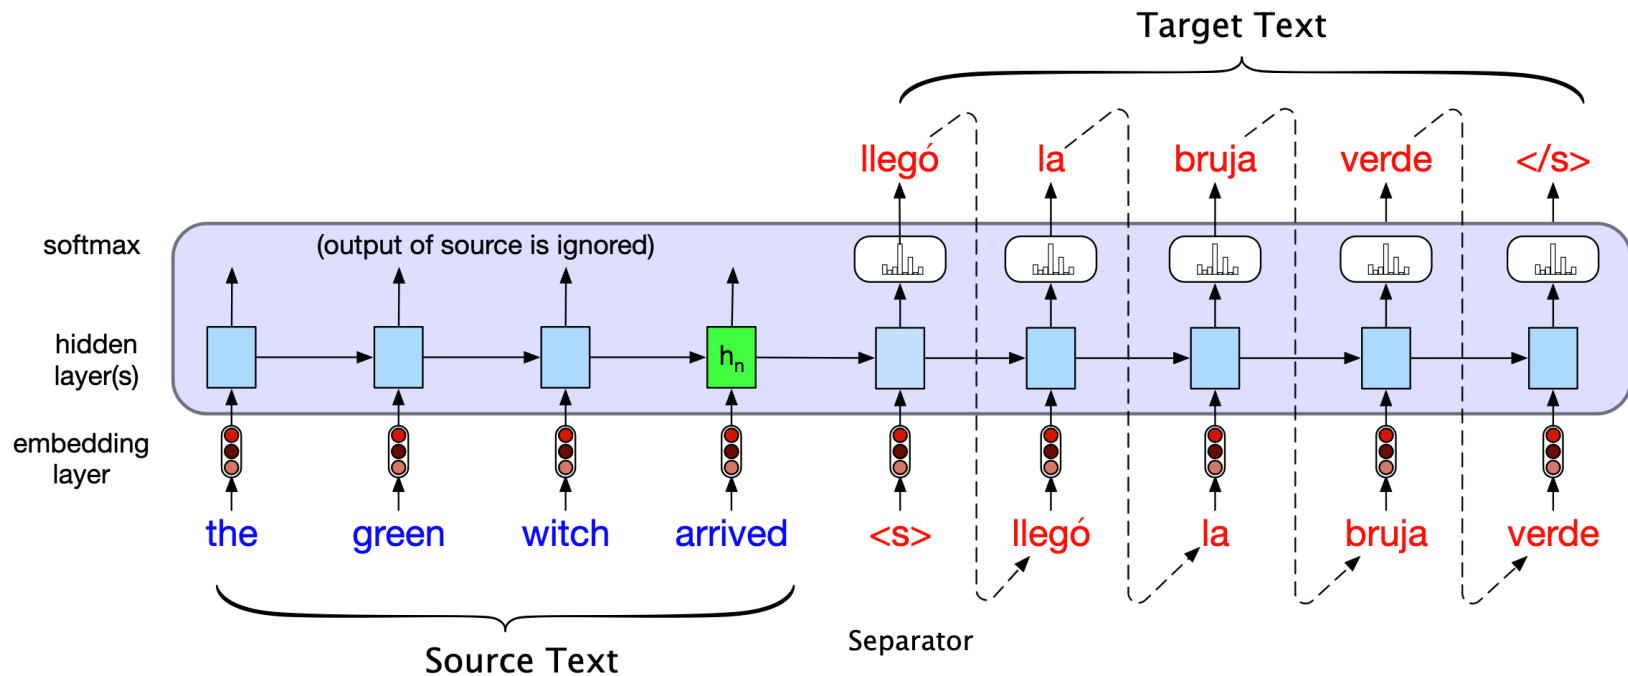 Target Text
llegó la bruja verde </s>
softmax
(output of source is ignored)
hidden
layer(s)
hn
embedding
layer
the green witch arrived <s> llegó la bruja verde
Separator
Source Text